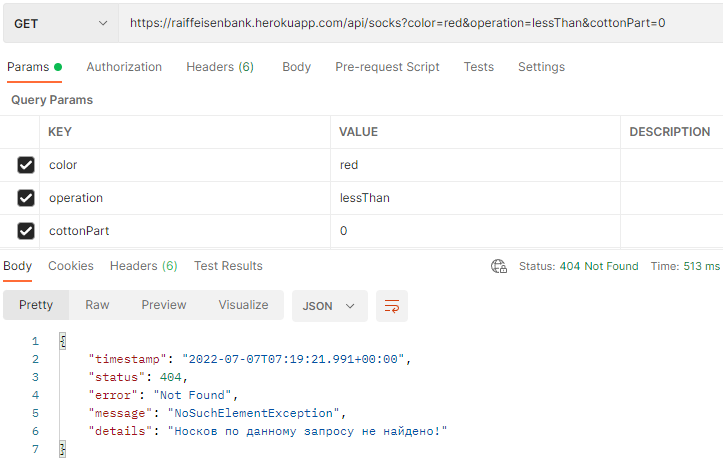 GET https://raiffeisenbank.herokuapp.com/api/socks?color=red&operation=lessThan&cottonPart=0
Params Authorization Headers (6) Body Pre-request Script Tests Settings
Query Params
KEY VALUE DESCRIPTION
color red
operation lessThan
cottonPart 0
Body Cookies Headers (6) Test Results Status: 404 Not Found Time: 513 ms
Pretty Raw Preview Visualize JSON
1 {
2 "timestamp": "2022-07-07T07:19:21.991+00:00",
3 "status": 404,
4 "error": "Not Found",
5 "message": "NoSuchElementException",
6 "details": "Носков по данному запросу не найдено!"
7 }